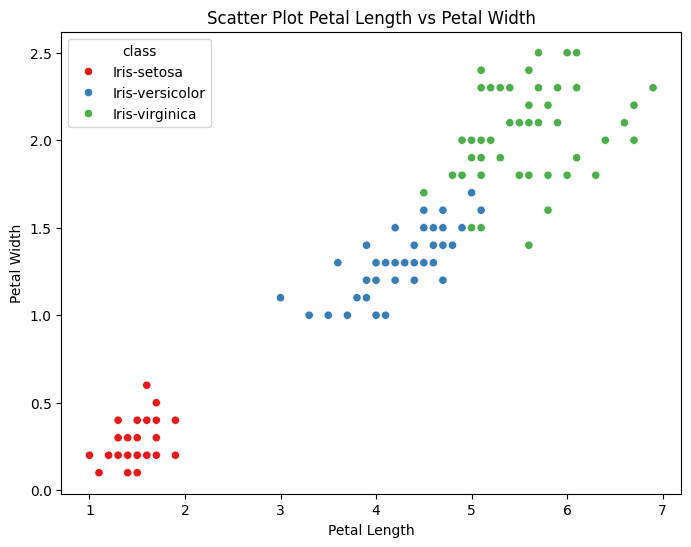 Scatter Plot Petal Length vs Petal Width
class
Iris-setosa
Iris-versicolor
Iris-virginica
Petal Width
2.5
2.0
1.5
1.0
0.5
0.0
1 2 3 4 5 6 7
Petal Length